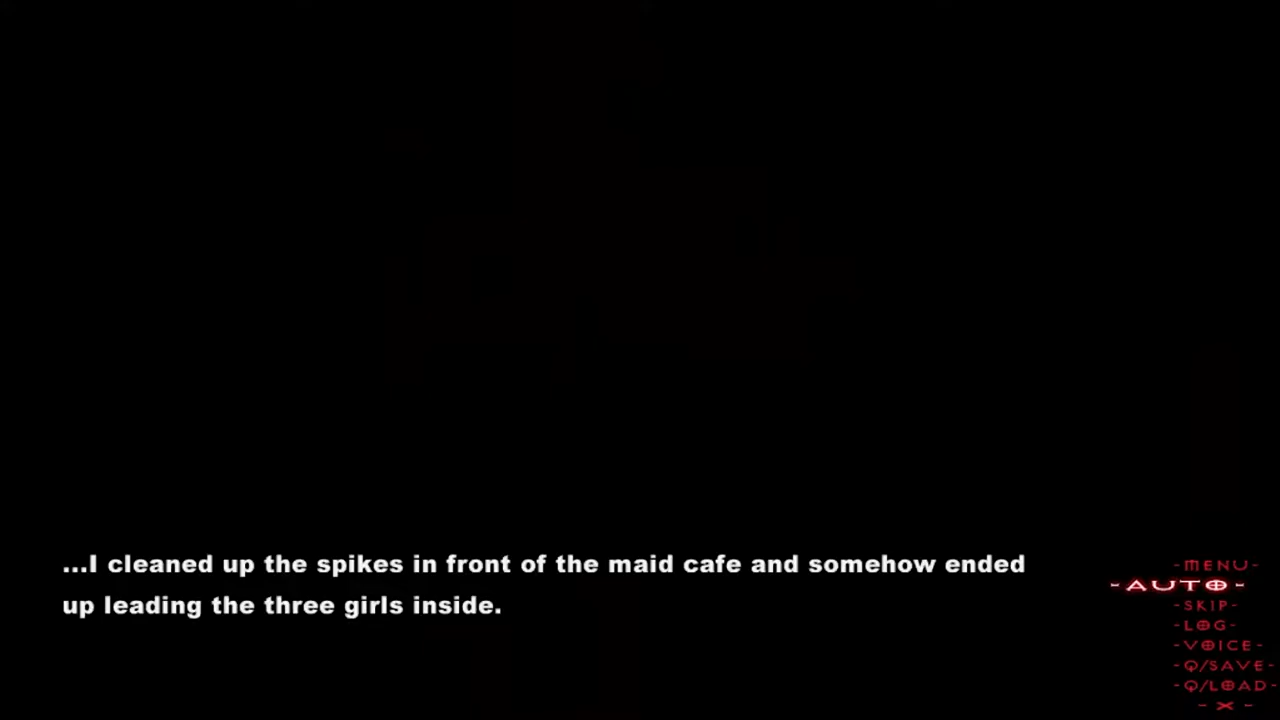 ...I cleaned up the spikes in front of the maid cafe and somehow ended
up leading the three girls inside.
-MENU-
-AUTO-
-SKIP-
-LOG-
-VOICE-
-Q/SAVE-
-Q/LOAD-
-X-